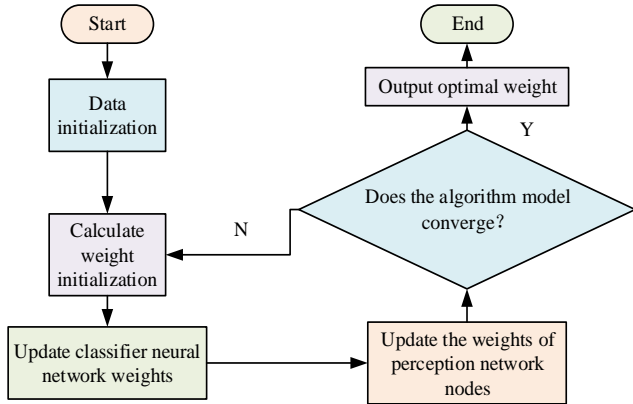 Start
Data
initialization
Calculate
weight
initialization
Update classifier neural
network weights
Update the weights of
perception network
nodes
Does the algorithm model
converge?
N
Y
Output optimal weight
End